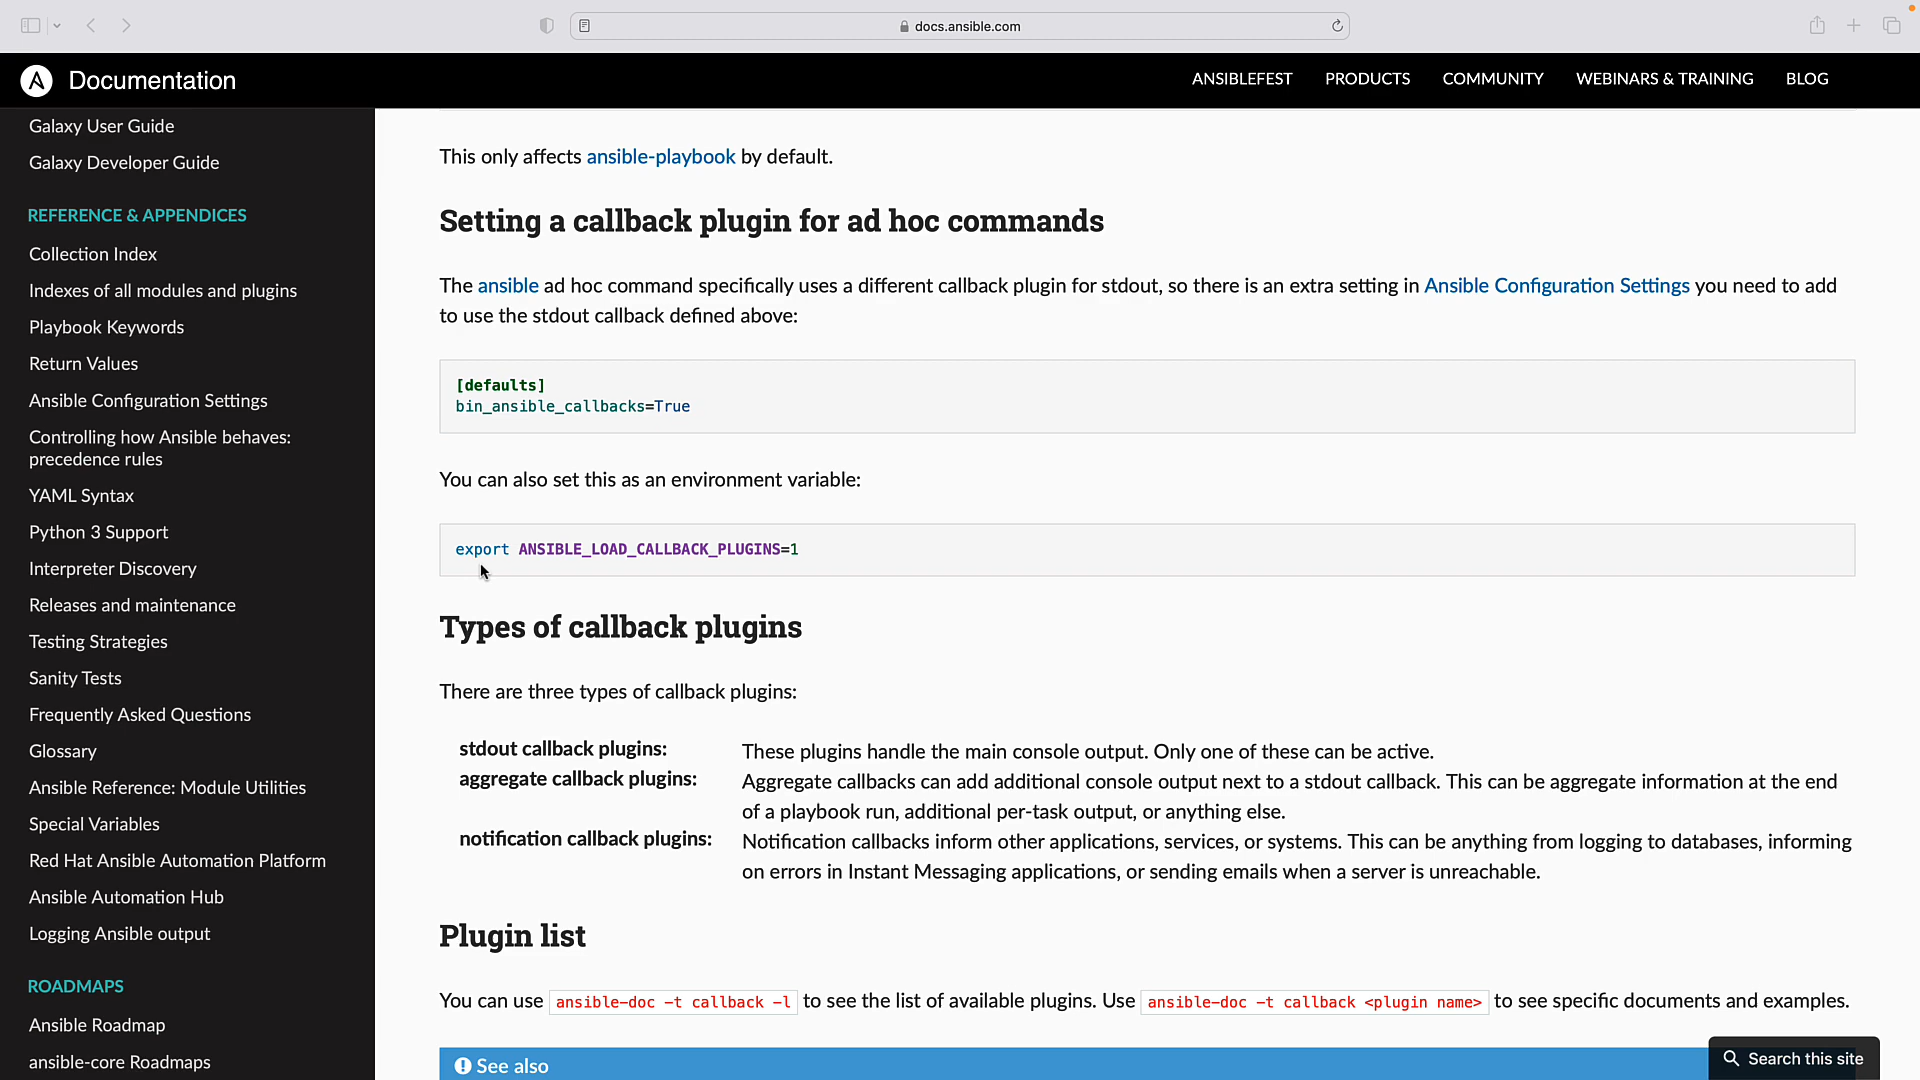 docs.ansible.com
Documentation
ANSIBLEFEST
PRODUCTS
COMMUNITY
WEBINARS & TRAINING
BLOG
Galaxy User Guide
Galaxy Developer Guide
REFERENCE & APPENDICES
Collection Index
Indexes of all modules and plugins
Playbook Keywords
Return Values
Ansible Configuration Settings
Controlling how Ansible behaves:
precedence rules
YAML Syntax
Python 3 Support
Interpreter Discovery
Releases and maintenance
Testing Strategies
Sanity Tests
Frequently Asked Questions
Glossary
Ansible Reference: Module Utilities
Special Variables
Red Hat Ansible Automation Platform
Ansible Automation Hub
Logging Ansible output
ROADMAPS
Ansible Roadmap
ansible-core Roadmaps
This only affects ansible-playbook by default.
Setting a callback plugin for ad hoc commands
The ansible ad hoc command specifically uses a different callback plugin for stdout, so there is an extra setting in Ansible Configuration Settings you need to add
to use the stdout callback defined above:
[defaults]
bin_ansible_callbacks=True
You can also set this as an environment variable:
export ANSIBLE_LOAD_CALLBACK_PLUGINS=1
Types of callback plugins
There are three types of callback plugins:
stdout callback plugins: These plugins handle the main console output. Only one of these can be active.
aggregate callback plugins: Aggregate callbacks can add additional console output next to a stdout callback. This can be aggregate information at the end
of a playbook run, additional per-task output, or anything else.
notification callback plugins: Notification callbacks inform other applications, services, or systems. This can be anything from logging to databases, informing
on errors in Instant Messaging applications, or sending emails when a server is unreachable.
Plugin list
You can use ansible-doc -t callback -l to see the list of available plugins. Use ansible-doc -t callback <plugin name> to see specific documents and examples.
See also
Search this site